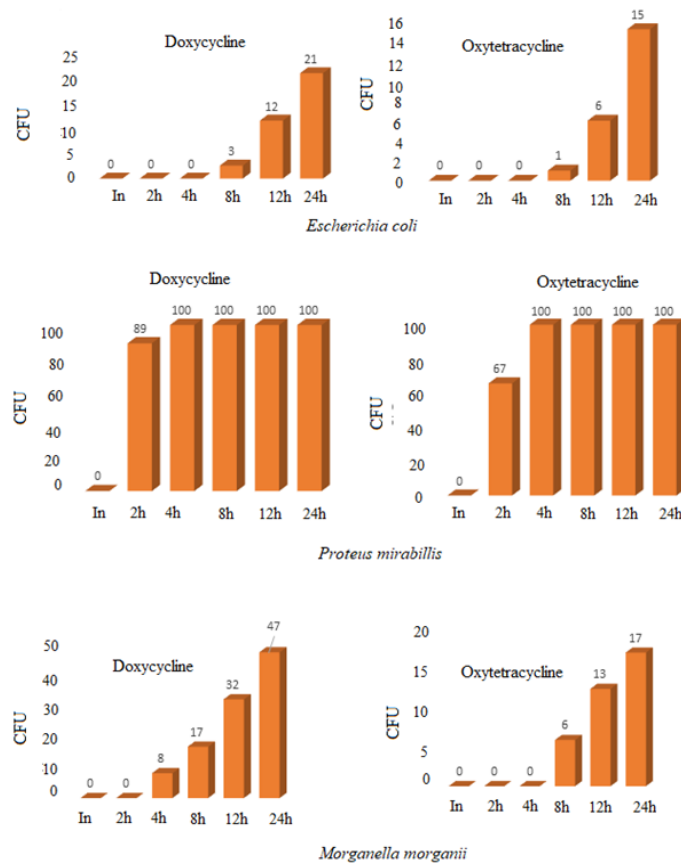 Doxycycline
CFU
25
20
15
10
5
0
0 0 0 3 12 21
In 2h 4h 8h 12h 24h
Oxytetracycline
CFU
16
14
12
10
8
6
4
2
0
0 0 0 1 6 15
In 2h 4h 8h 12h 24h
Escherichia coli
Doxycycline
CFU
100
80
60
40
20
0
0 89 100 100 100 100
In 2h 4h 8h 12h 24h
Oxytetracycline
CFU
100
80
60
40
20
0
0 67 100 100 100 100
In 2h 4h 8h 12h 24h
Proteus mirabillis
Doxycycline
CFU
50
40
30
20
10
0
0 0 8 17 32 47
In 2h 4h 8h 12h 24h
Oxytetracycline
CFU
20
15
10
5
0
0 0 0 6 13 17
In 2h 4h 8h 12h 24h
Morganella morganii